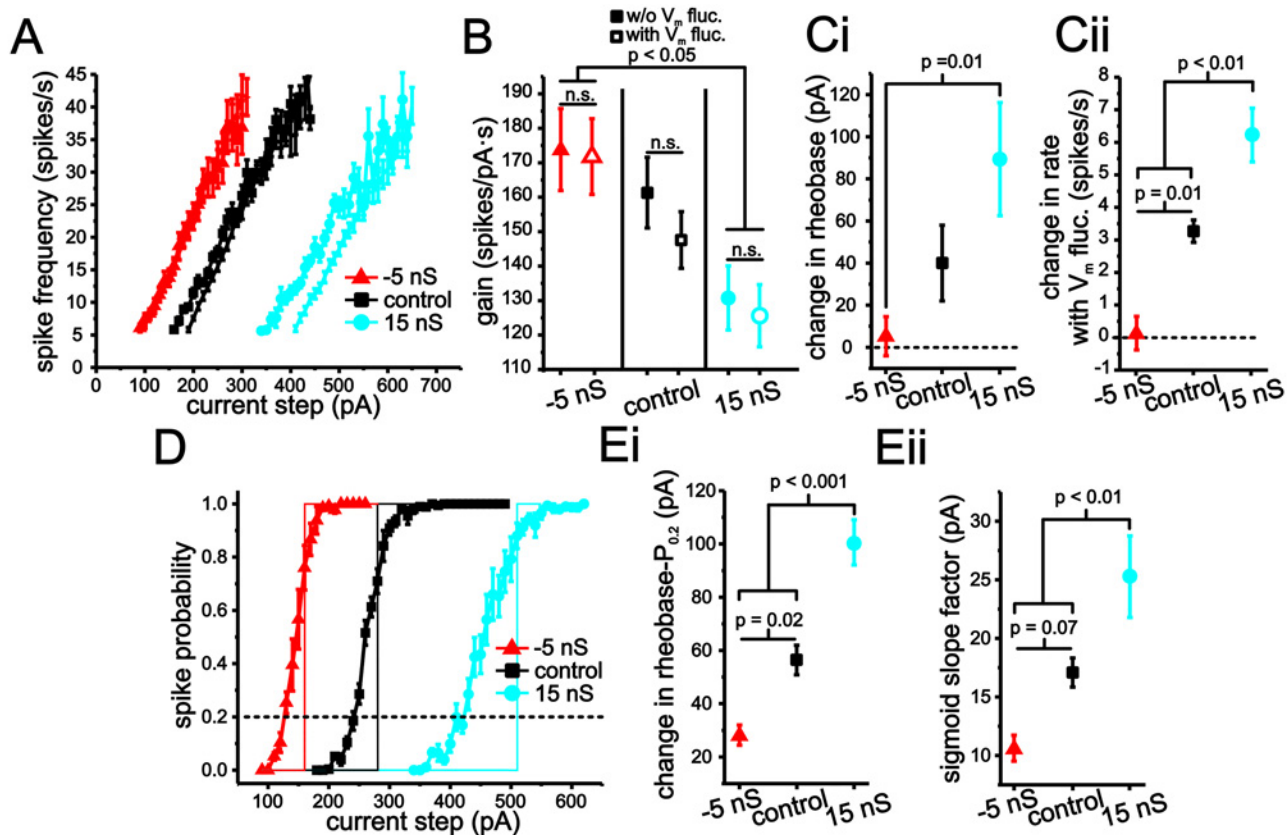 A
spike frequency (spikes/s)
45
40
35
30
25
20
15
10
5
0
0 100 200 300 400 500 600 700
current step (pA)
-5 nS
control
15 nS
B
w/o Vm fluc.
with Vm fluc.
p < 0.05
n.s.
n.s.
n.s.
gain (spikes/pA·s)
190
180
170
160
150
140
130
120
110
-5 nS control 15 nS
Ci
p =0.01
change in rheobase (pA)
120
100
80
60
40
20
0
-5 nS control 15 nS
Cii
p < 0.01
p = 0.01
change in rate
with Vm fluc. (spikes/s)
8
7
6
5
4
3
2
1
0
-1
-5 nS control 15 nS
D
spike probability
1.0
0.8
0.6
0.4
0.2
0.0
100 200 300 400 500 600
current step (pA)
-5 nS
control
15 nS
Ei
p < 0.001
p = 0.02
change in rheobase-P0.2 (pA)
120
100
80
60
40
20
-5 nS control 15 nS
Eii
p < 0.01
p = 0.07
sigmoid slope factor (pA)
30
25
20
15
10
-5 nS control 15 nS